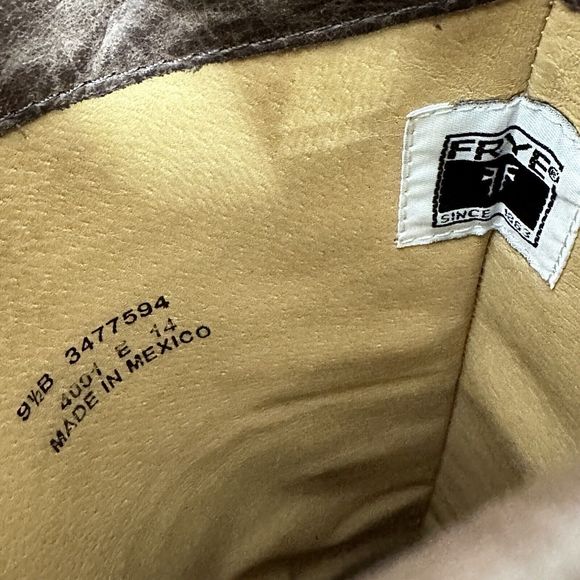 FRYE®
SINCE 1863
9½B 3477594
4001 E 14
MADE IN MEXICO